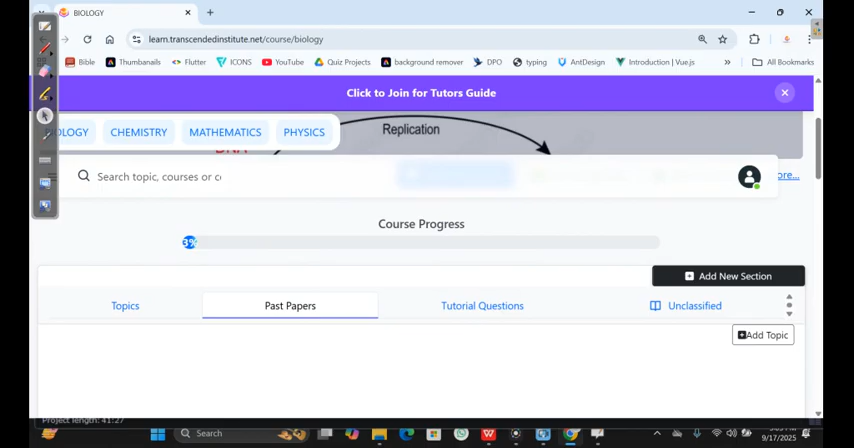 BIOLOGY
learn.transcendedinstitute.net/course/biology
Bible Thumbanails Flutter ICONS YouTube Quiz Projects background remover DPO typing AntDesign Introduction | Vue.js » All Bookmarks
Click to Join for Tutors Guide
OLOGY CHEMISTRY MATHEMATICS PHYSICS
Replication
DNA
Search topic, courses or co
ore...
Course Progress
3%
Add New Section
Topics Past Papers Tutorial Questions Unclassified
Add Topic
Project length: 41:27
Search
9/17/2025